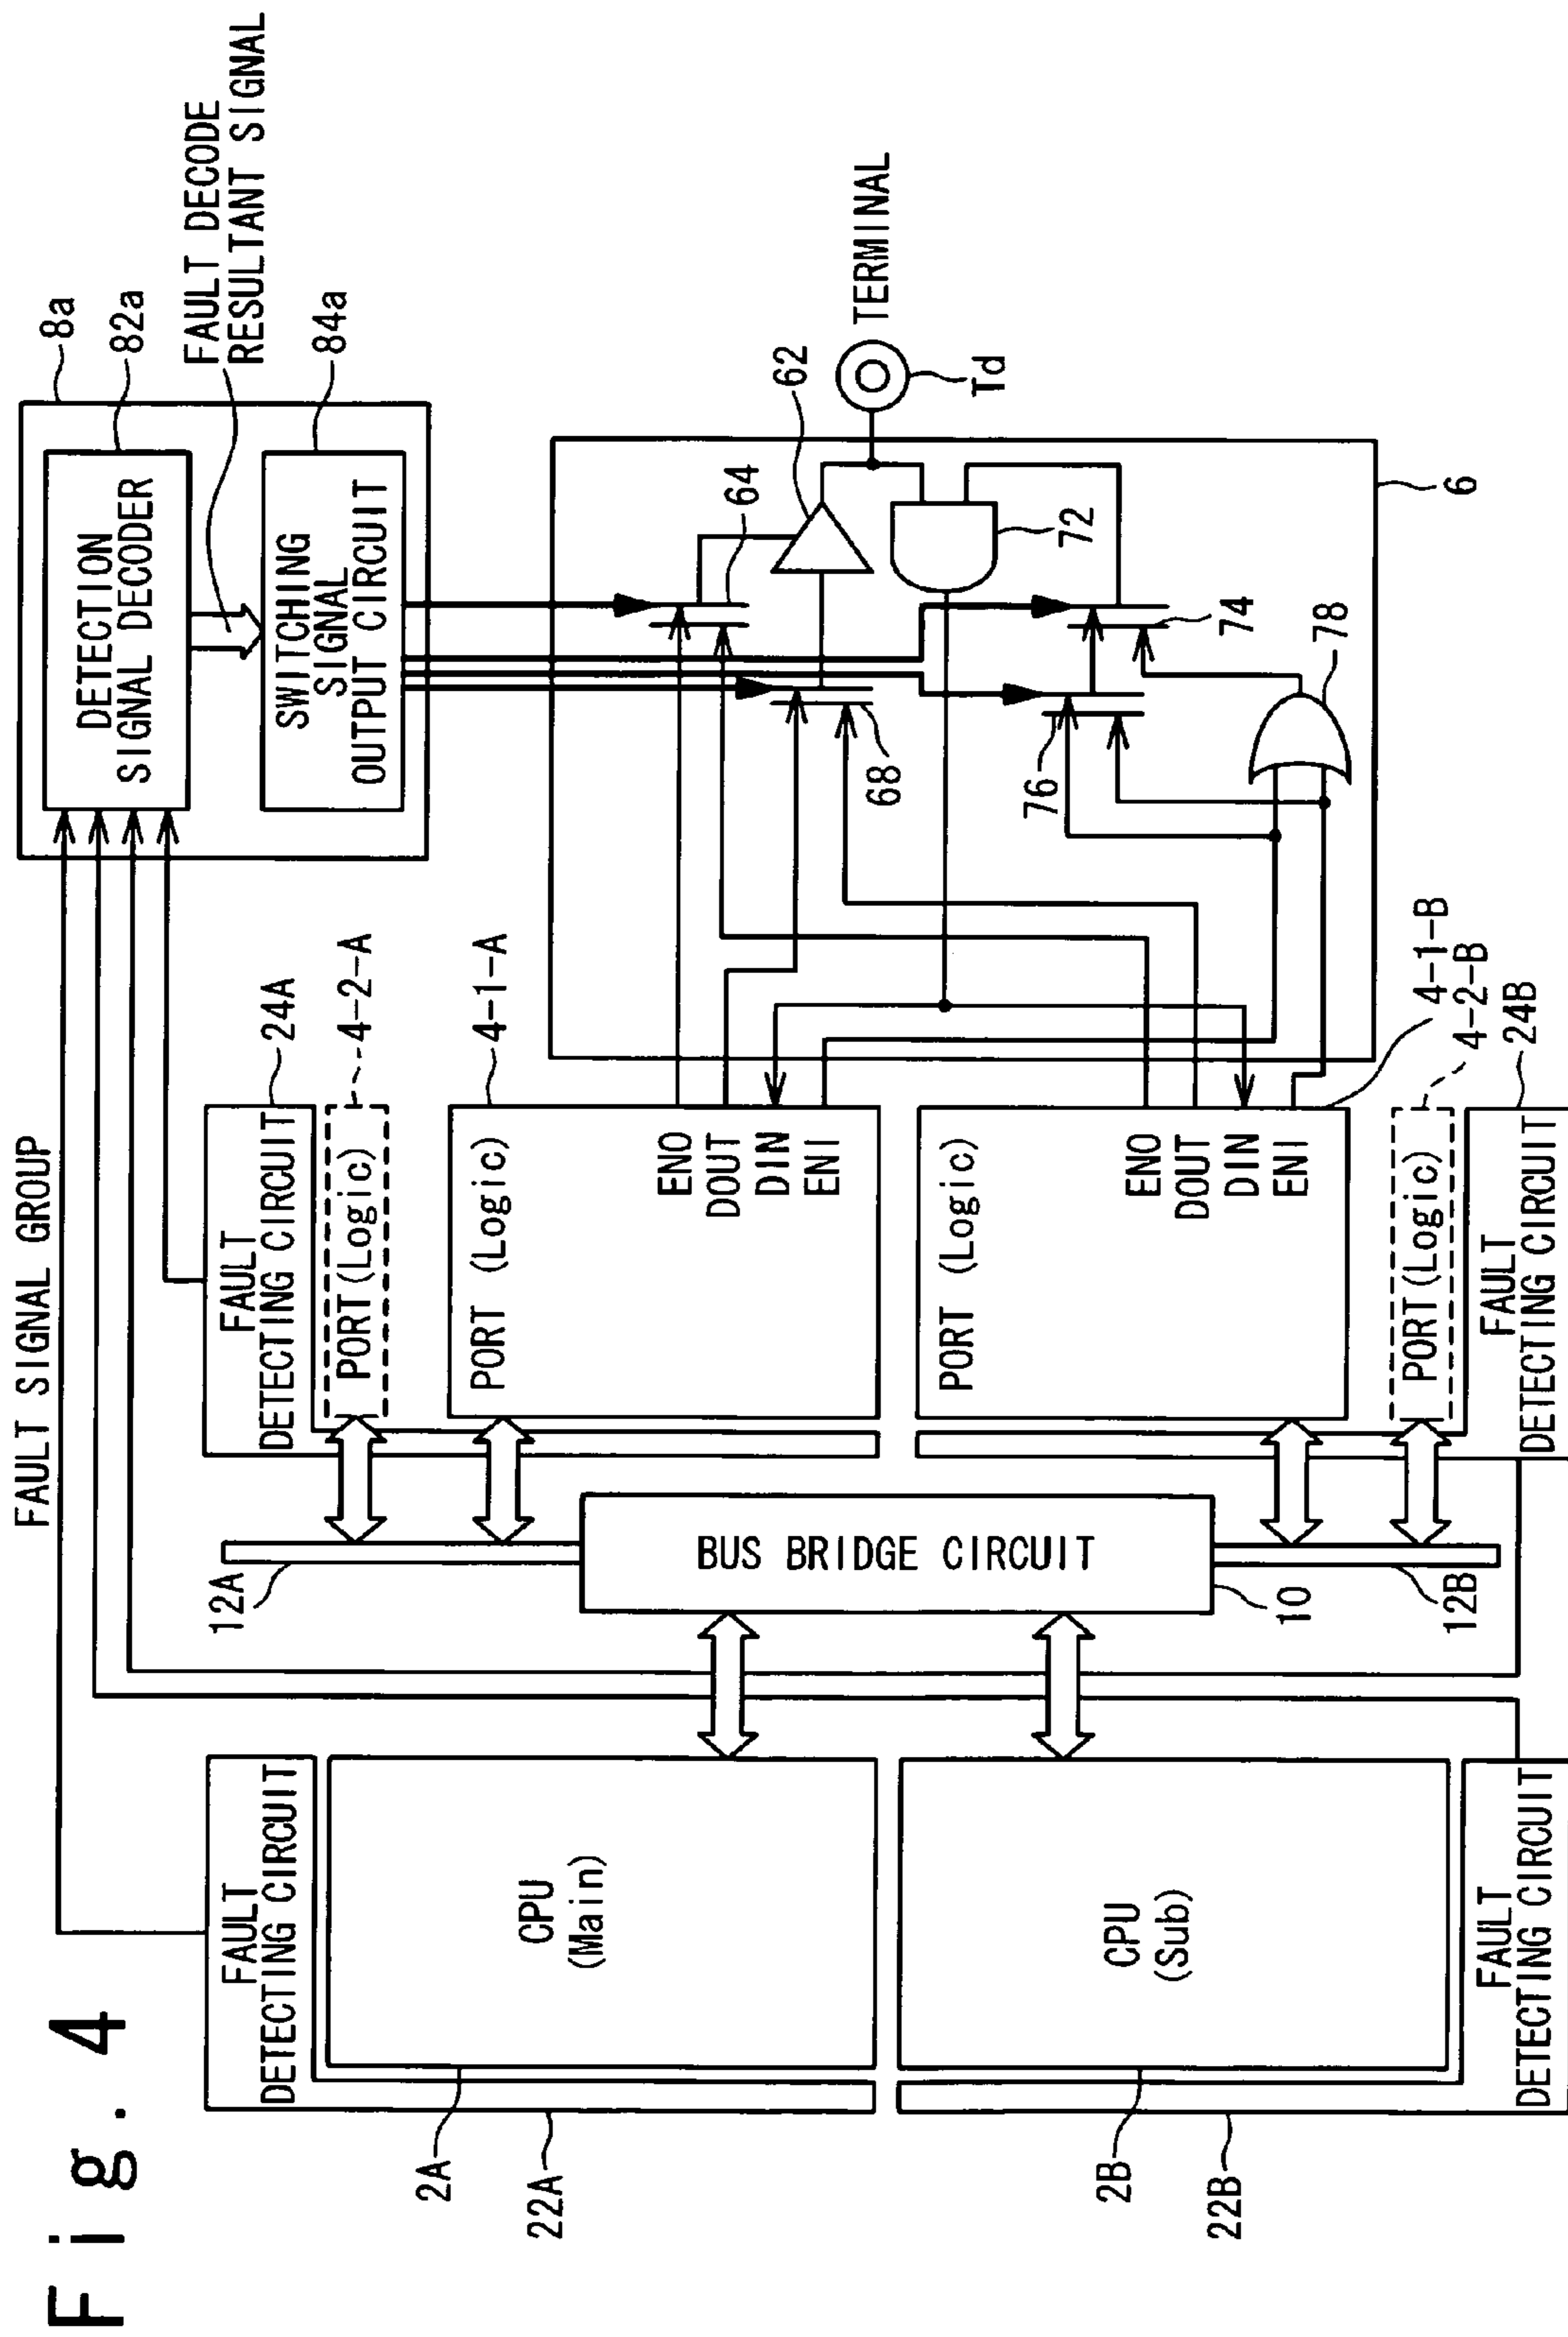 Fig. 4
FAULT SIGNAL GROUP
8a
DETECTION
SIGNAL DECODER
82a
FAULT DECODE
RESULTANT SIGNAL
SWITCHING
SIGNAL
OUTPUT CIRCUIT
84a
FAULT
DETECTING CIRCUIT
22A
CPU
(Main)
2A
CPU
(Sub)
2B
FAULT
DETECTING CIRCUIT
22B
12A
BUS BRIDGE CIRCUIT
10
12B
FAULT
DETECTING CIRCUIT
24A
PORT(Logic)
4-2-A
PORT (Logic)
4-1-A
ENO
DOUT
DIN
ENI
PORT (Logic)
4-1-B
ENO
DOUT
DIN
ENI
PORT(Logic)
4-2-B
FAULT
DETECTING CIRCUIT
24B
64
62
68
72
74
76
78
6
TERMINAL
Td